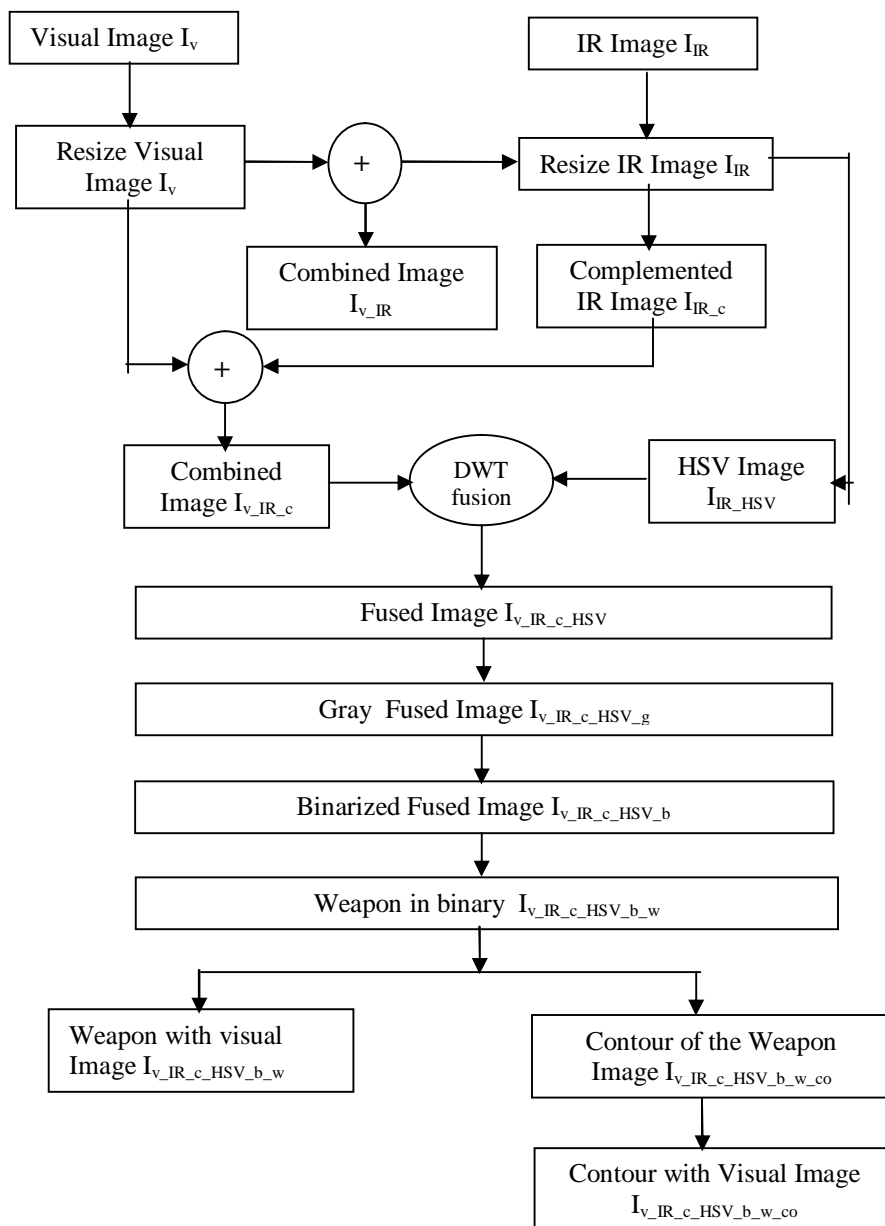 Visual Image I_v
IR Image I_IR
Resize Visual
Image I_v
+
Resize IR Image I_IR
Combined Image
I_v_IR
Complemented
IR Image I_IR_c
+
Combined
Image I_v_IR_c
DWT
fusion
HSV Image
I_IR_HSV
Fused Image I_v_IR_c_HSV
Gray Fused Image I_v_IR_c_HSV_g
Binarized Fused Image I_v_IR_c_HSV_b
Weapon in binary I_v_IR_c_HSV_b_w
Weapon with visual
Image I_v_IR_c_HSV_b_w
Contour of the Weapon
Image I_v_IR_c_HSV_b_w_co
Contour with Visual Image
I_v_IR_c_HSV_b_w_co